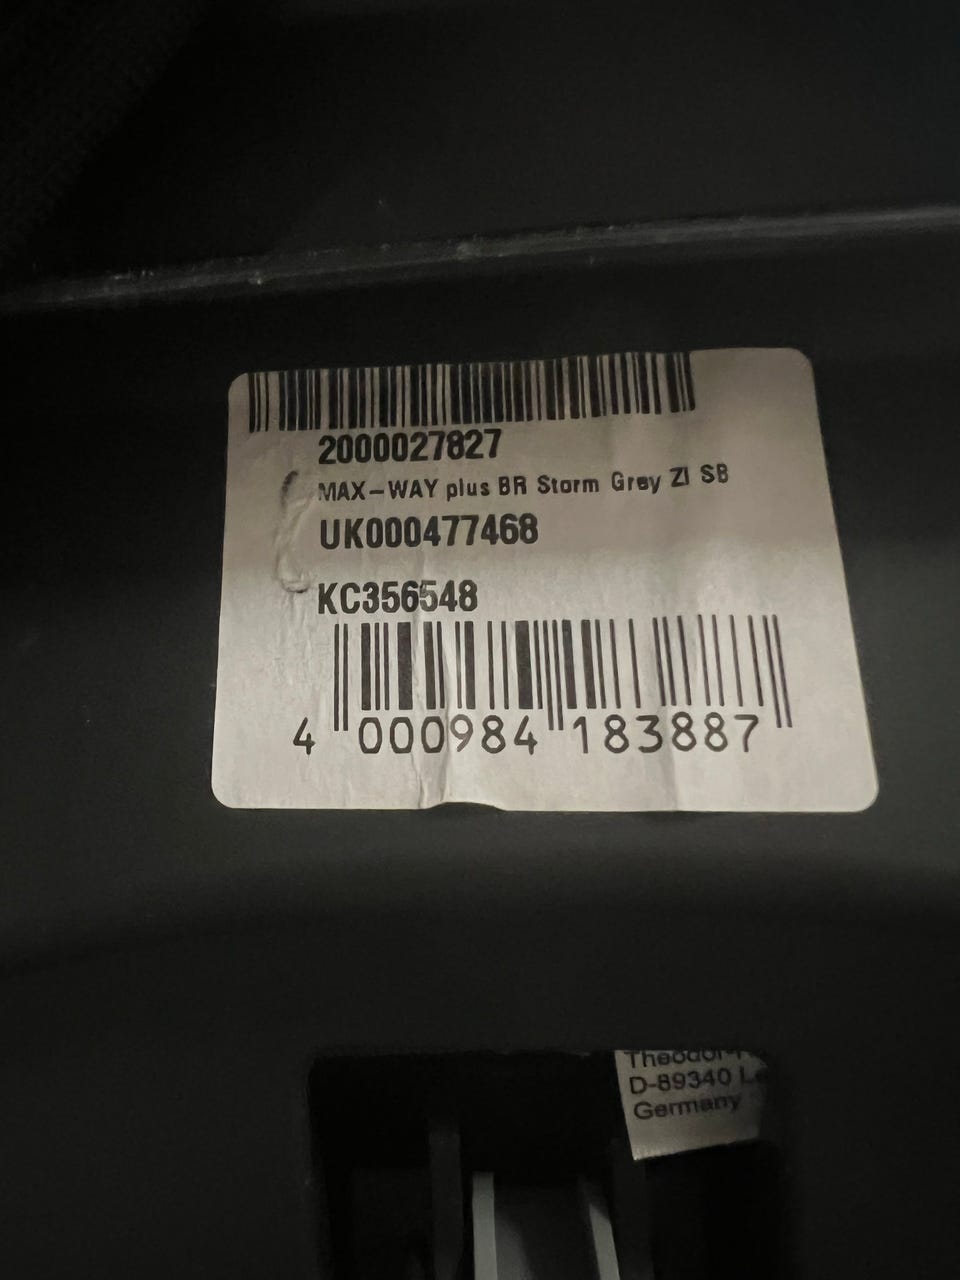 2000027827
MAX-WAY plus BR Storm Grey ZI SB
UK000477468
KC356548
4 000984 183887
D-89340
Germany